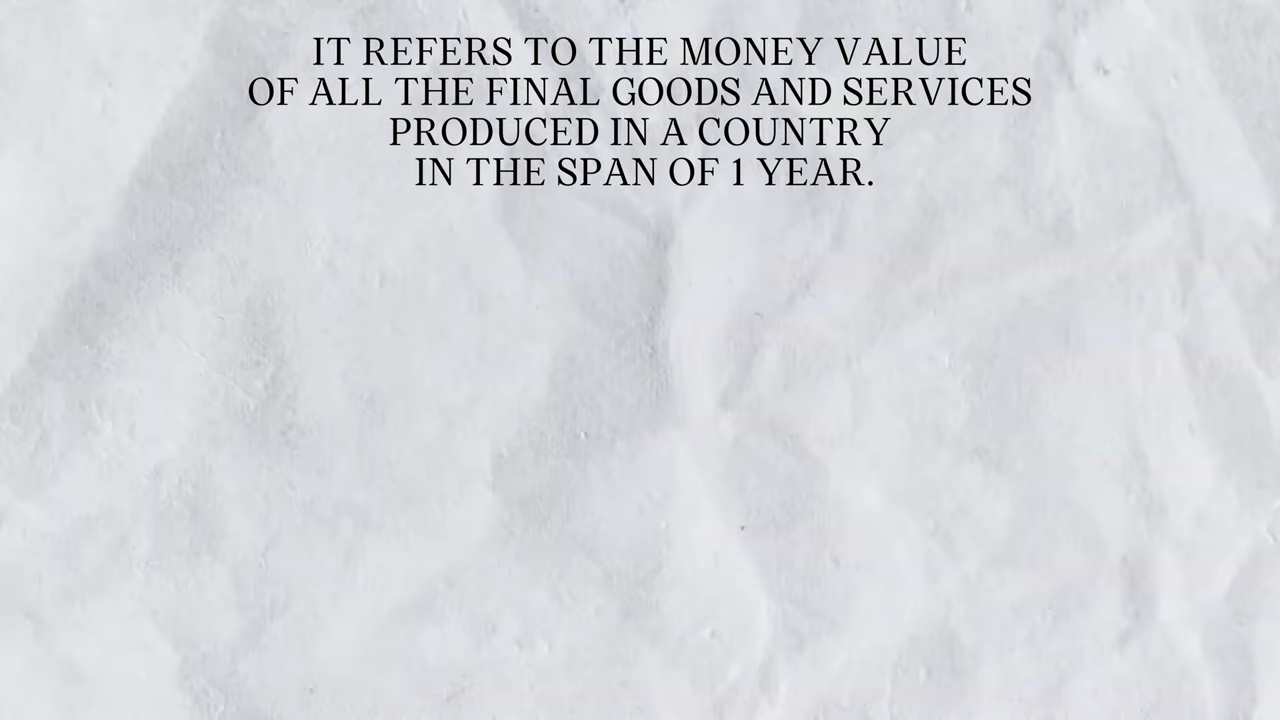 IT REFERS TO THE MONEY VALUE
OF ALL THE FINAL GOODS AND SERVICES
PRODUCED IN A COUNTRY
IN THE SPAN OF 1 YEAR.